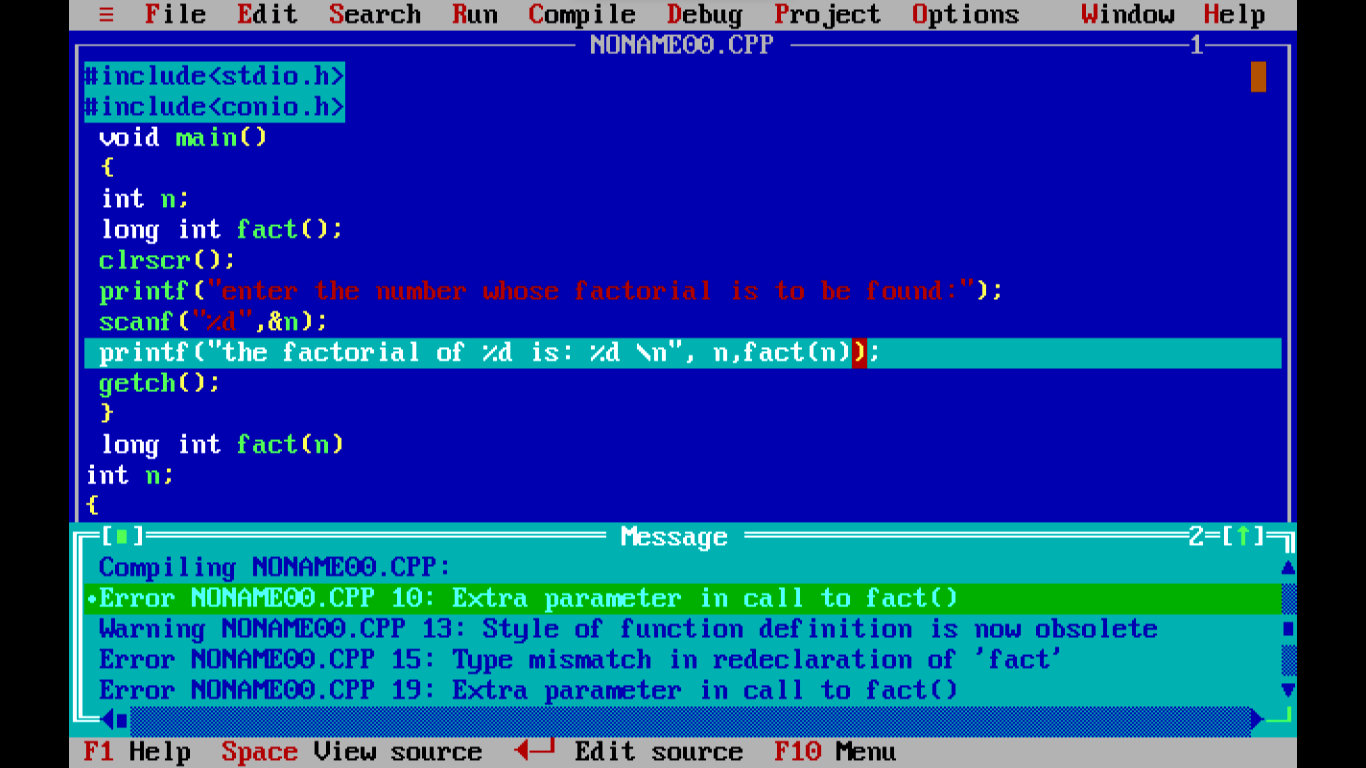 ≡ File Edit Search Run Compile Debug Project Options Window Help
NONAME00.CPP 1
#include<stdio.h>
#include<conio.h>
void main()
{
int n;
long int fact();
clrscr();
printf("enter the number whose factorial is to be found:");
scanf("%d",&n);
printf("the factorial of %d is: %d \n", n,fact(n));
getch();
}
long int fact(n)
int n;
{
[■] Message 2=[↑]
Compiling NONAME00.CPP:
•Error NONAME00.CPP 10: Extra parameter in call to fact()
Warning NONAME00.CPP 13: Style of function definition is now obsolete
Error NONAME00.CPP 15: Type mismatch in redeclaration of 'fact'
Error NONAME00.CPP 19: Extra parameter in call to fact()
F1 Help Space View source ←┘ Edit source F10 Menu